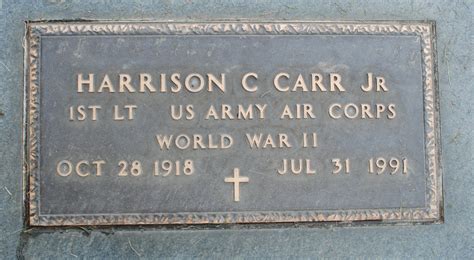 HARRISON C CARR JR
1ST LT US ARMY AIR CORPS
WORLD WAR II
OCT 28 1918 JUL 31 1991